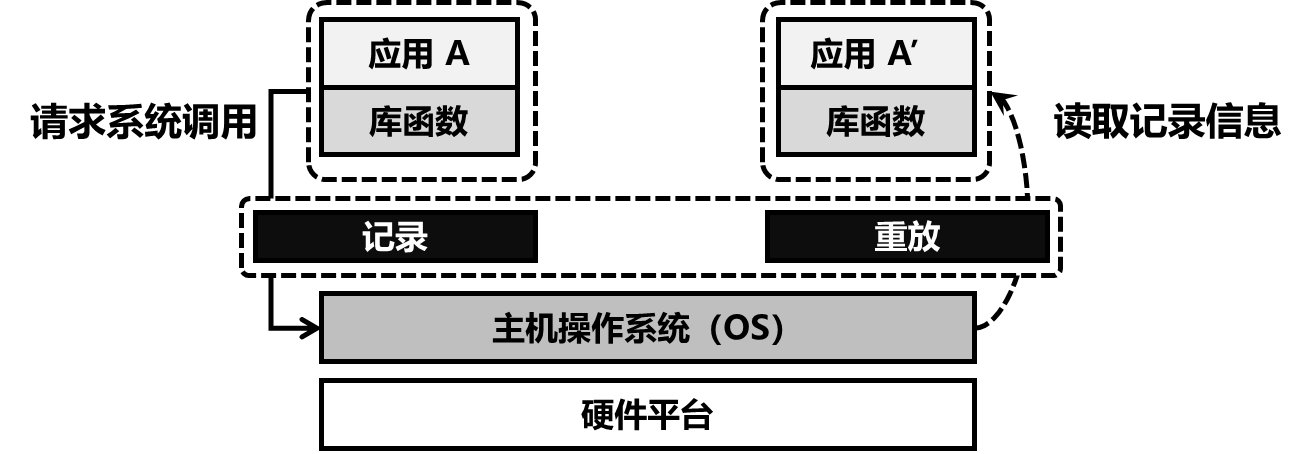 应用 A
应用 A′
请求系统调用
库函数
库函数
读取记录信息
记录
重放
主机操作系统（OS）
硬件平台